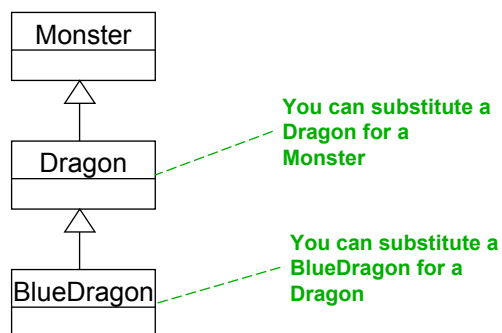 Monster
You can substitute a
Dragon for a
Monster
Dragon
You can substitute a
BlueDragon for a
Dragon
BlueDragon